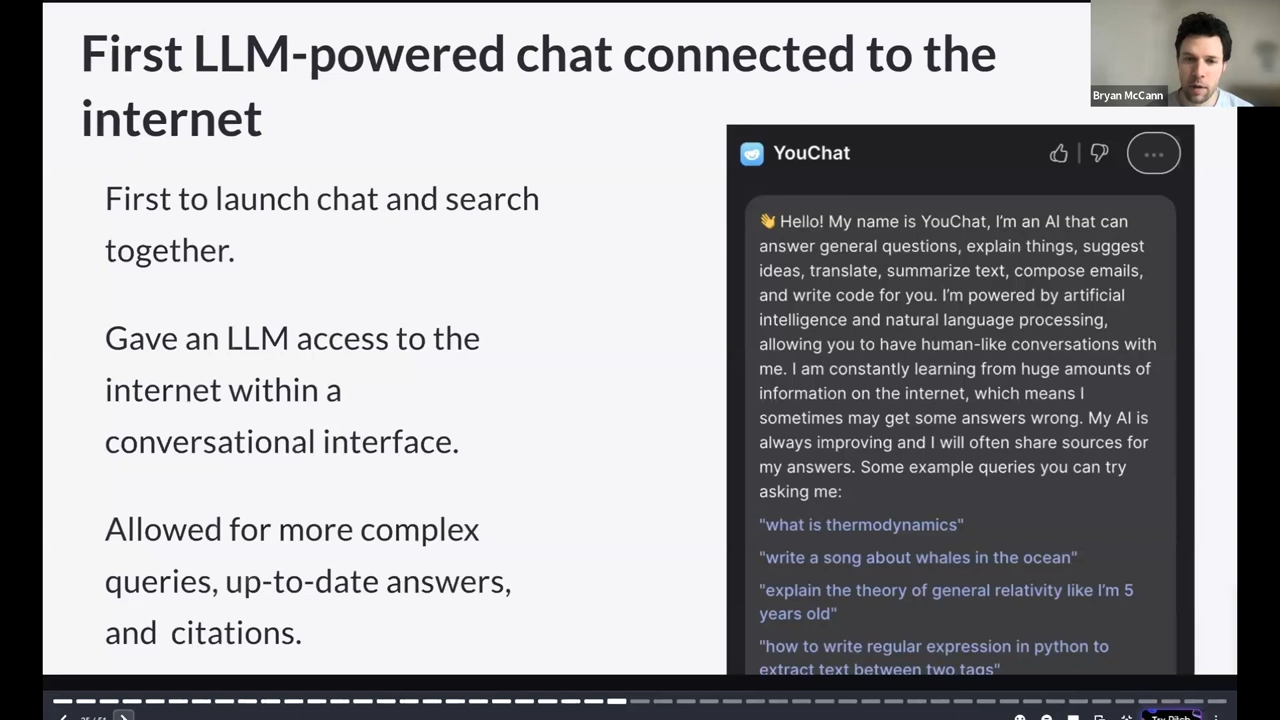 First LLM-powered chat connected to the
internet
First to launch chat and search
together.
Gave an LLM access to the
internet within a
conversational interface.
Allowed for more complex
queries, up-to-date answers,
and citations.
Bryan McCann
YouChat
👋 Hello! My name is YouChat, I'm an AI that can
answer general questions, explain things, suggest
ideas, translate, summarize text, compose emails,
and write code for you. I'm powered by artificial
intelligence and natural language processing,
allowing you to have human-like conversations with
me. I am constantly learning from huge amounts of
information on the internet, which means I
sometimes may get some answers wrong. My AI is
always improving and I will often share sources for
my answers. Some example queries you can try
asking me:
"what is thermodynamics"
"write a song about whales in the ocean"
"explain the theory of general relativity like I'm 5
years old"
"how to write regular expression in python to
extract text between two tags"
Try Pitch